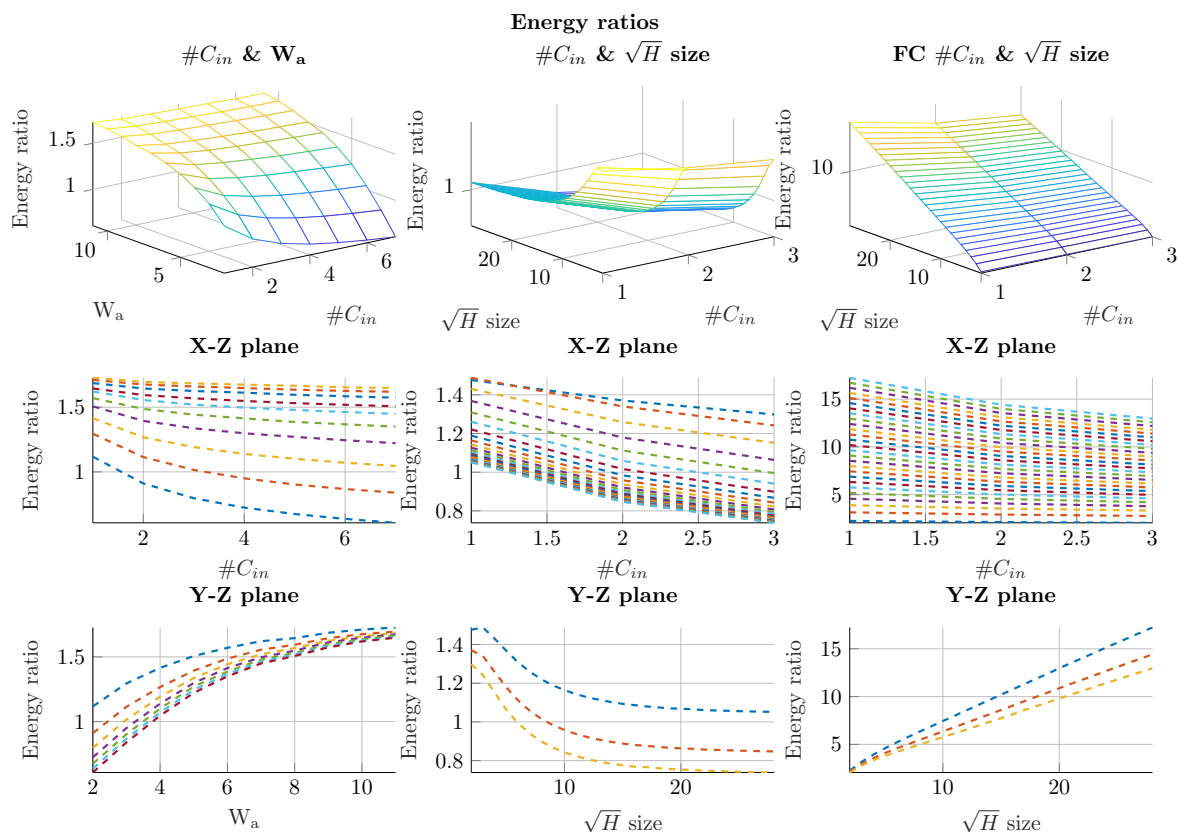 Energy ratios
#C_in & W_a
#C_in & √H size
FC #C_in & √H size
Energy ratio
1.5
1
10
5
2
4
6
W_a
#C_in
Energy ratio
1
20
10
1
2
3
√H size
#C_in
Energy ratio
10
20
10
1
2
3
√H size
#C_in
X-Z plane
X-Z plane
X-Z plane
Energy ratio
1.5
1
2
4
6
#C_in
Energy ratio
1.4
1.2
1
0.8
1
1.5
2
2.5
3
#C_in
Energy ratio
15
10
5
1
1.5
2
2.5
3
#C_in
Y-Z plane
Y-Z plane
Y-Z plane
Energy ratio
1.5
1
2
4
6
8
10
W_a
Energy ratio
1.4
1.2
1
0.8
10
20
√H size
Energy ratio
15
10
5
10
20
√H size